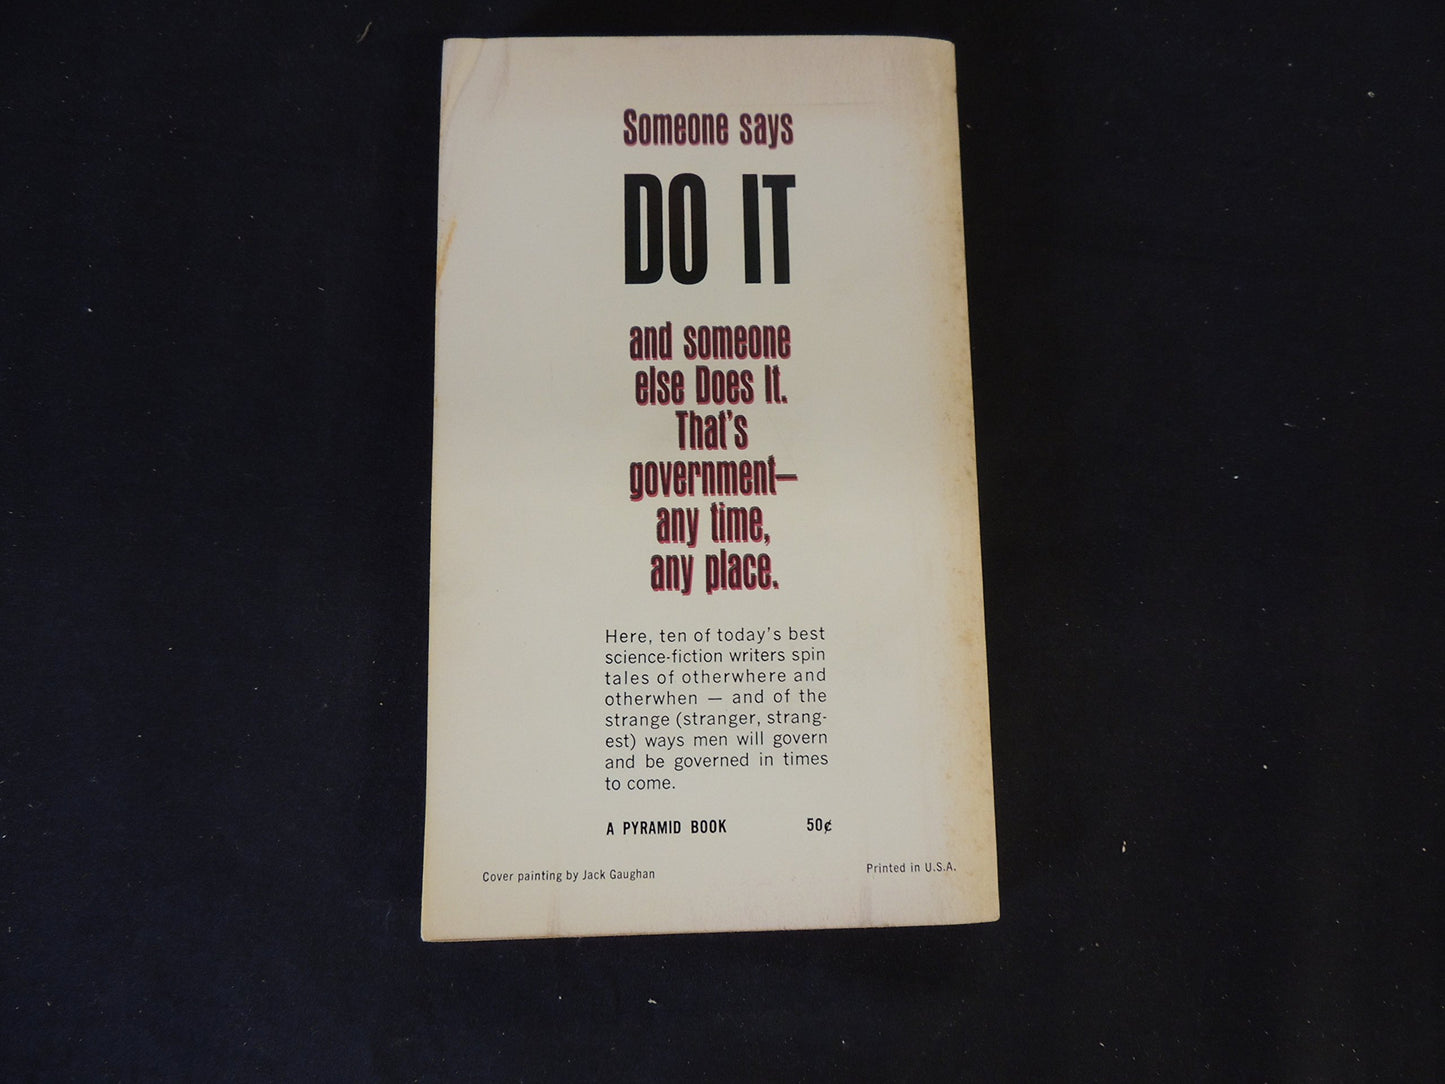 Someone says
DO IT
and someone
else Does It.
That's
government—
any time,
any place.
Here, ten of today's best
science-fiction writers spin
tales of otherwhere and
otherwhen — and of the
strange (stranger, strang-
est) ways men will govern
and be governed in times
to come.
A PYRAMID BOOK 50¢
Cover painting by Jack Gaughan Printed in U.S.A.